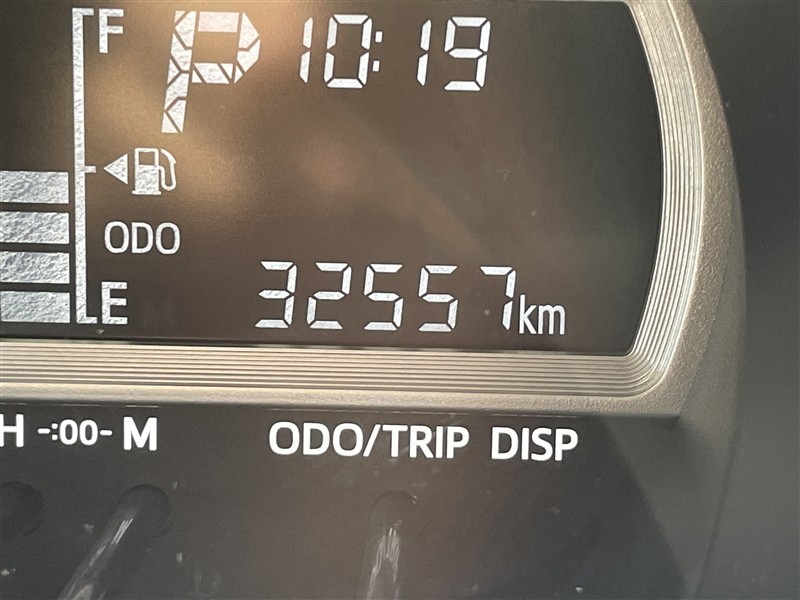 F P 10:19
ODO
E 32557km
H -:00- M ODO/TRIP DISP